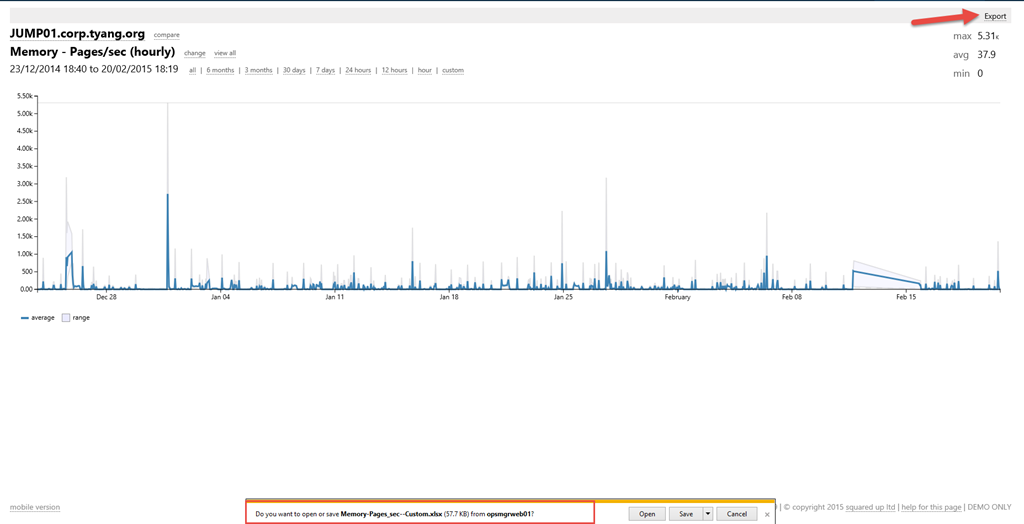 Export
JUMP01.corp.tyang.org compare
max 5.31K
Memory - Pages/sec (hourly) change view all
avg 37.9
23/12/2014 18:40 to 20/02/2015 18:19 all | 6 months | 3 months | 30 days | 7 days | 24 hours | 12 hours | hour | custom
min 0
5.50k
5.00k
4.50k
4.00k
3.50k
3.00k
2.50k
2.00k
1.50k
1.00k
500
0.00
Dec 28 Jan 04 Jan 11 Jan 18 Jan 25 February Feb 08 Feb 15
average range
mobile version
| © copyright 2015 squared up ltd | help for this page | DEMO ONLY
Do you want to open or save Memory-Pages_sec--Custom.xlsx (57.7 KB) from opsmgrweb01?
Open Save Cancel ×